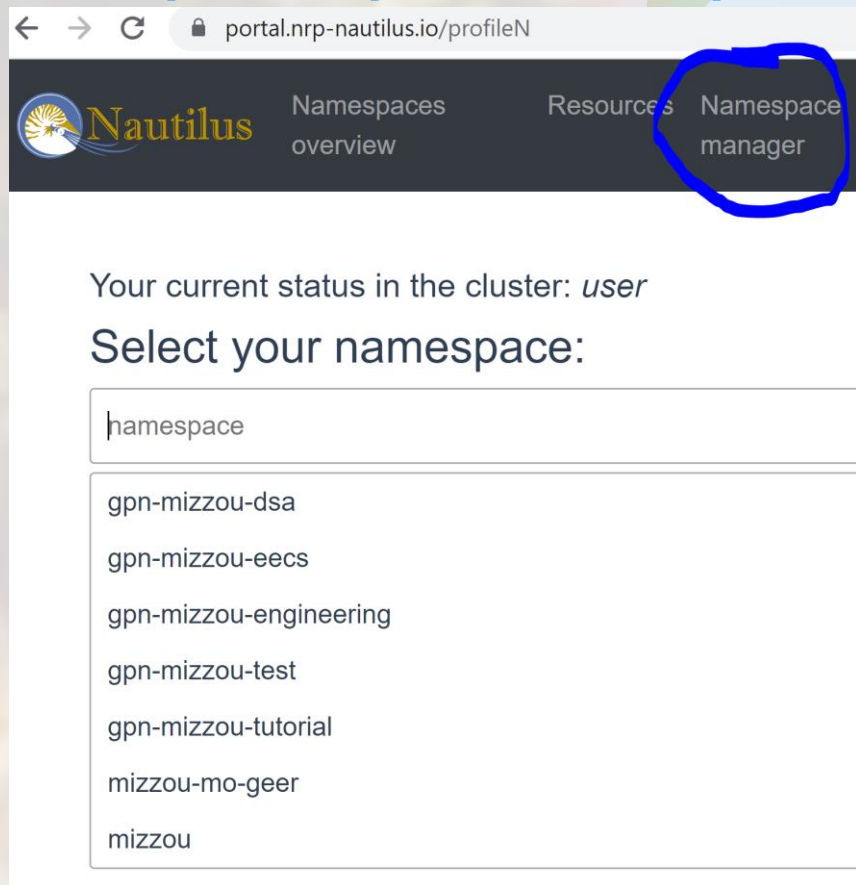 portal.nrp-nautilus.io/profileN
Nautilus
Namespaces
overview
Resources
Namespace
manager
Your current status in the cluster: user
Select your namespace:
namespace
gpn-mizzou-dsa
gpn-mizzou-eecs
gpn-mizzou-engineering
gpn-mizzou-test
gpn-mizzou-tutorial
mizzou-mo-geer
mizzou